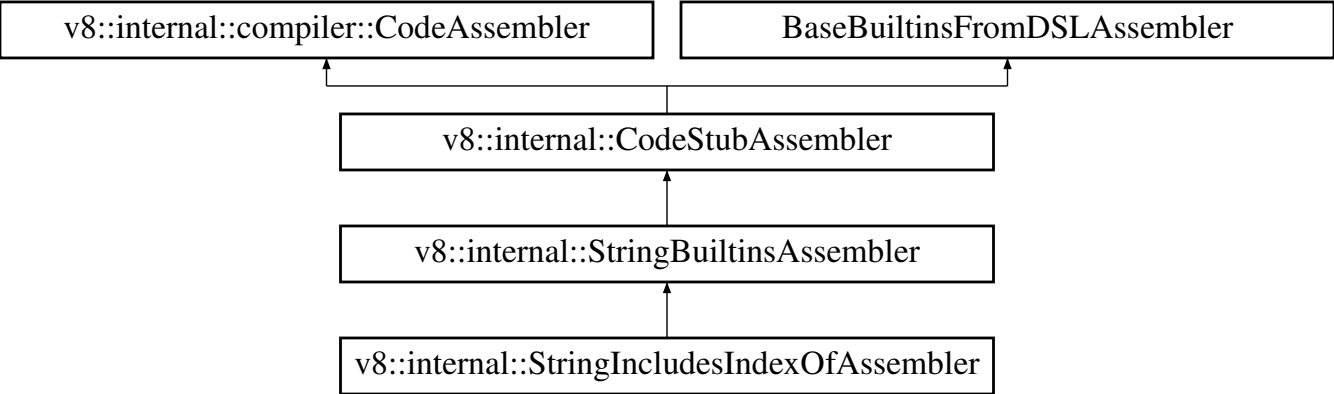 v8::internal::compiler::CodeAssembler
BaseBuiltinsFromDSLAssembler
v8::internal::CodeStubAssembler
v8::internal::StringBuiltinsAssembler
v8::internal::StringIncludesIndexOfAssembler